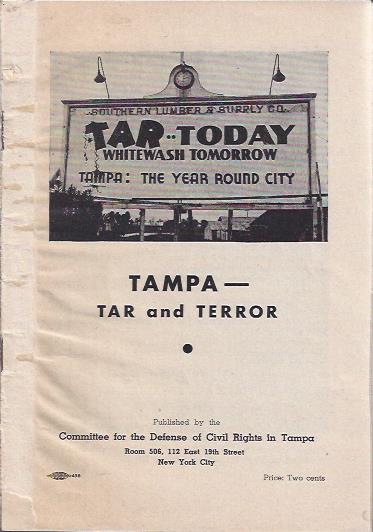 SOUTHERN LUMBER & SUPPLY CO.
TAR·· TODAY
WHITEWASH TOMORROW
TAMPA: THE YEAR ROUND CITY
TAMPA —
TAR and TERROR
Published by the
Committee for the Defense of Civil Rights in Tampa
Room 506, 112 East 19th Street
New York City
Price: Two cents